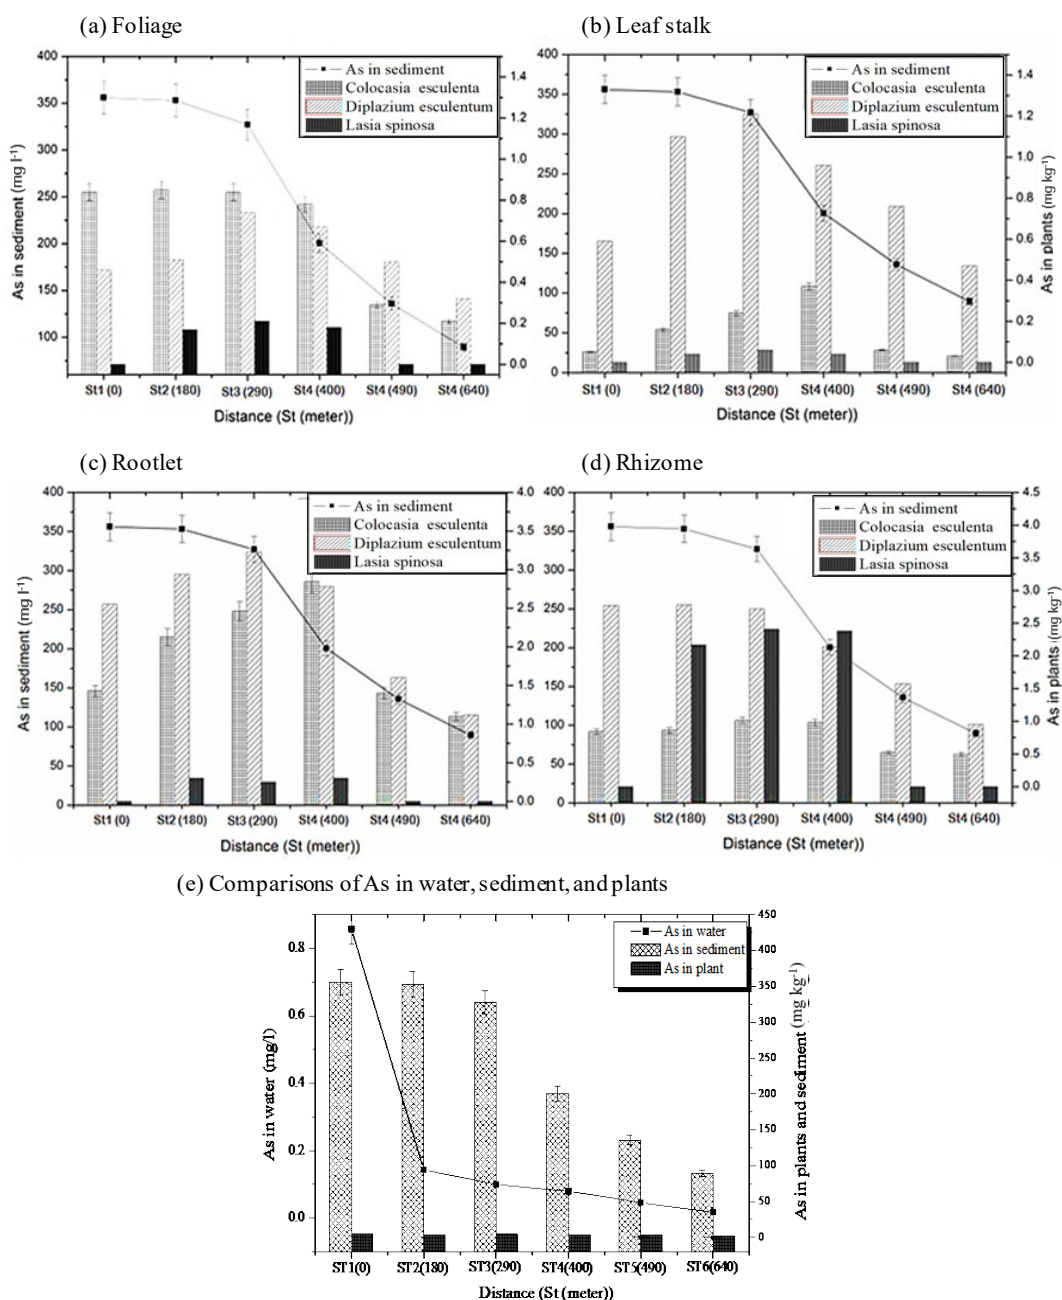 (a) Foliage
(b) Leaf stalk
400
350
300
250
200
150
100
As in sediment (mg l-1)
As in sediment
Colocasia esculenta
Diplazium esculentum
Lasia spinosa
1.5
1.2
1.0
0.8
0.6
0.4
0.2
0.0
St1 (0) St2 (180) St3 (290) St4 (400) St4 (490) St4 (640)
Distance (St (meter))
400
350
300
250
200
150
100
50
0
As in sediment
Colocasia esculenta
Diplazium esculentum
Lasia spinosa
1.4
1.2
1.0
0.8
0.6
0.4
0.2
0.0
As in plants (mg kg-1)
St1 (0) St2 (180) St3 (290) St4 (400) St4 (490) St4 (640)
Distance (St (meter))
(c) Rootlet
(d) Rhizome
400
350
300
250
200
150
100
50
0
As in sediment (mg l-1)
As in sediment
Colocasia esculenta
Diplazium esculentum
Lasia spinosa
4.0
3.5
3.0
2.5
2.0
1.5
1.0
0.5
0.0
St1 (0) St2 (180) St3 (290) St4 (400) St4 (490) St4 (640)
Distance (St (meter))
400
350
300
250
200
150
100
50
0
As in sediment
Colocasia esculenta
Diplazium esculentum
Lasia spinosa
4.5
4.0
3.5
3.0
2.5
2.0
1.5
1.0
0.5
0.0
As in plants (mg kg-1)
St1 (0) St2 (180) St3 (290) St4 (400) St4 (490) St4 (640)
Distance (St (meter))
(e) Comparisons of As in water, sediment, and plants
0.8
0.6
0.4
0.2
0.0
As in water (mg/l)
As in water
As in sediment
As in plant
450
400
350
300
250
200
150
100
50
0
As in plants and sediment (mg kg-1)
ST1(0) ST2(180) ST3(290) ST4(400) ST5(490) ST6(640)
Distance (St (meter))